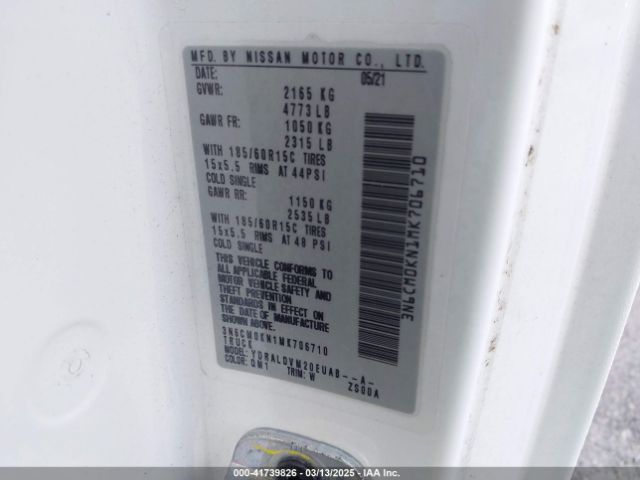 MFG. BY NISSAN MOTOR CO., LTD.
DATE: 05/21
GVWR: 2165 KG
4773 LB
GAWR FR: 1050 KG
2315 LB
WITH 185/60R15C TIRES
15x5.5 RIMS AT 44PSI
COLD SINGLE
GAWR RR: 1150 KG
2535 LB
WITH 185/60R15C TIRES
15x5.5 RIMS AT 48 PSI
COLD SINGLE
THIS VEHICLE CONFORMS TO
ALL APPLICABLE FEDERAL
MOTOR VEHICLE SAFETY AND
THEFT PREVENTION
STANDARDS IN EFFECT ON
THE DATE OF MANUFACTURE
SHOWN ABOVE.
3N6CM0KN1MK706710
TRUCK
MODEL: YDRALDVM20EUAB--A-
COLOR: QM1 TRIM: W ZS00A
3N6CM0KN1MK706710
000-41739826 - 03/13/2025 - IAA Inc.